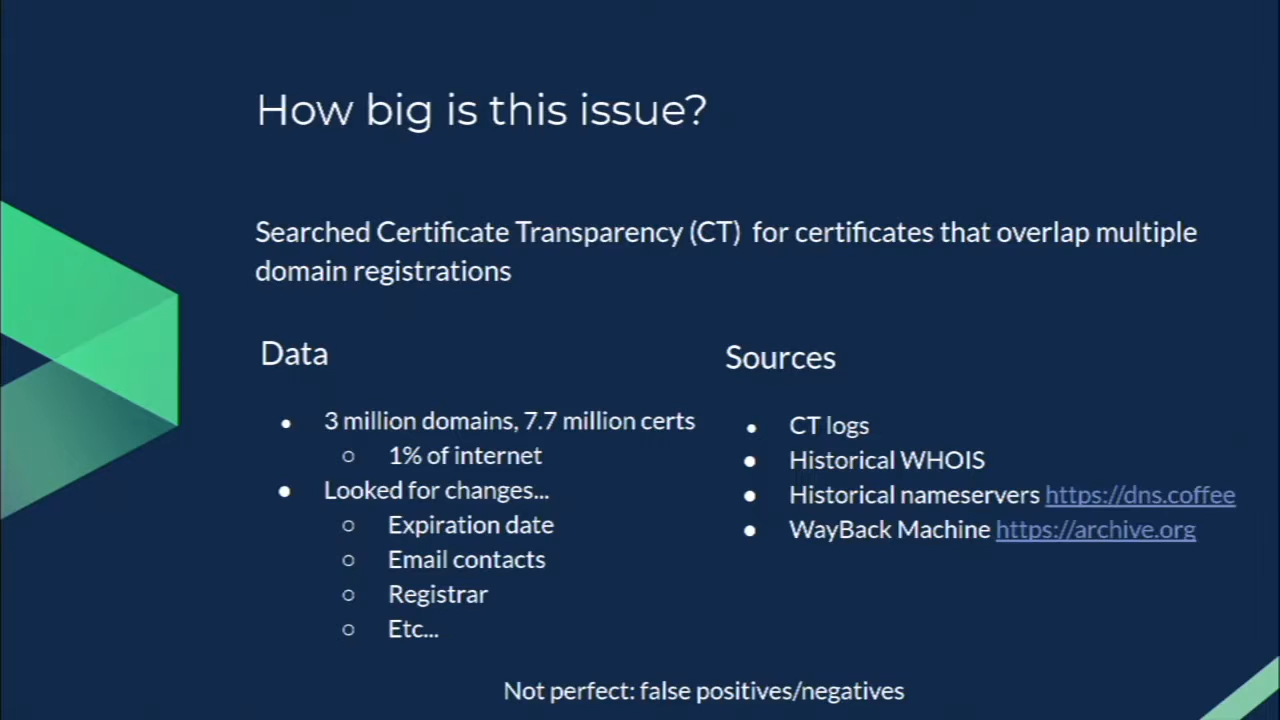 How big is this issue?
Searched Certificate Transparency (CT) for certificates that overlap multiple
domain registrations
Data
● 3 million domains, 7.7 million certs
○ 1% of internet
● Looked for changes...
○ Expiration date
○ Email contacts
○ Registrar
○ Etc...
Sources
● CT logs
● Historical WHOIS
● Historical nameservers https://dns.coffee
● WayBack Machine https://archive.org
Not perfect: false positives/negatives